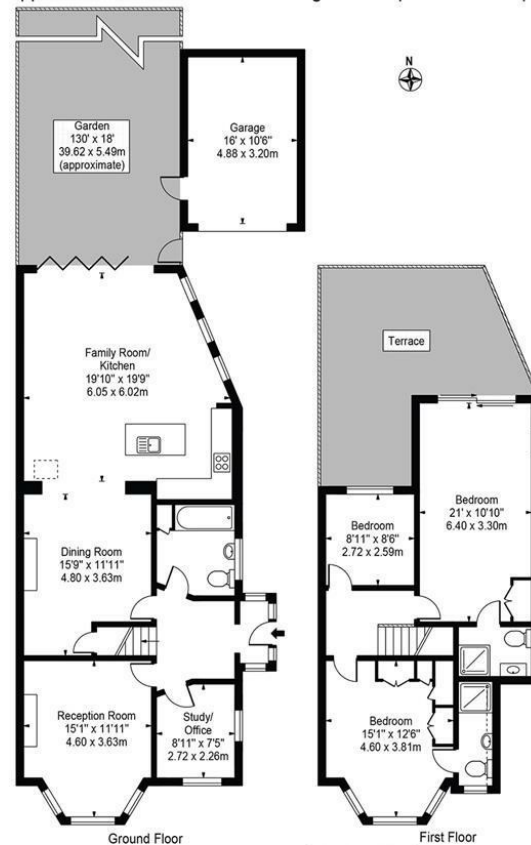 N
Garden
130' x 18'
39.62 x 5.49m
(approximate)
Garage
16' x 10'6"
4.88 x 3.20m
Family Room/
Kitchen
19'10" x 19'9"
6.05 x 6.02m
Terrace
Dining Room
15'9" x 11'11"
4.80 x 3.63m
Bedroom
8'11" x 8'6"
2.72 x 2.59m
Bedroom
21' x 10'10"
6.40 x 3.30m
Reception Room
15'1" x 11'11"
4.60 x 3.63m
Study/
Office
8'11" x 7'5"
2.72 x 2.26m
Bedroom
15'1" x 12'6"
4.60 x 3.81m
Ground Floor
First Floor